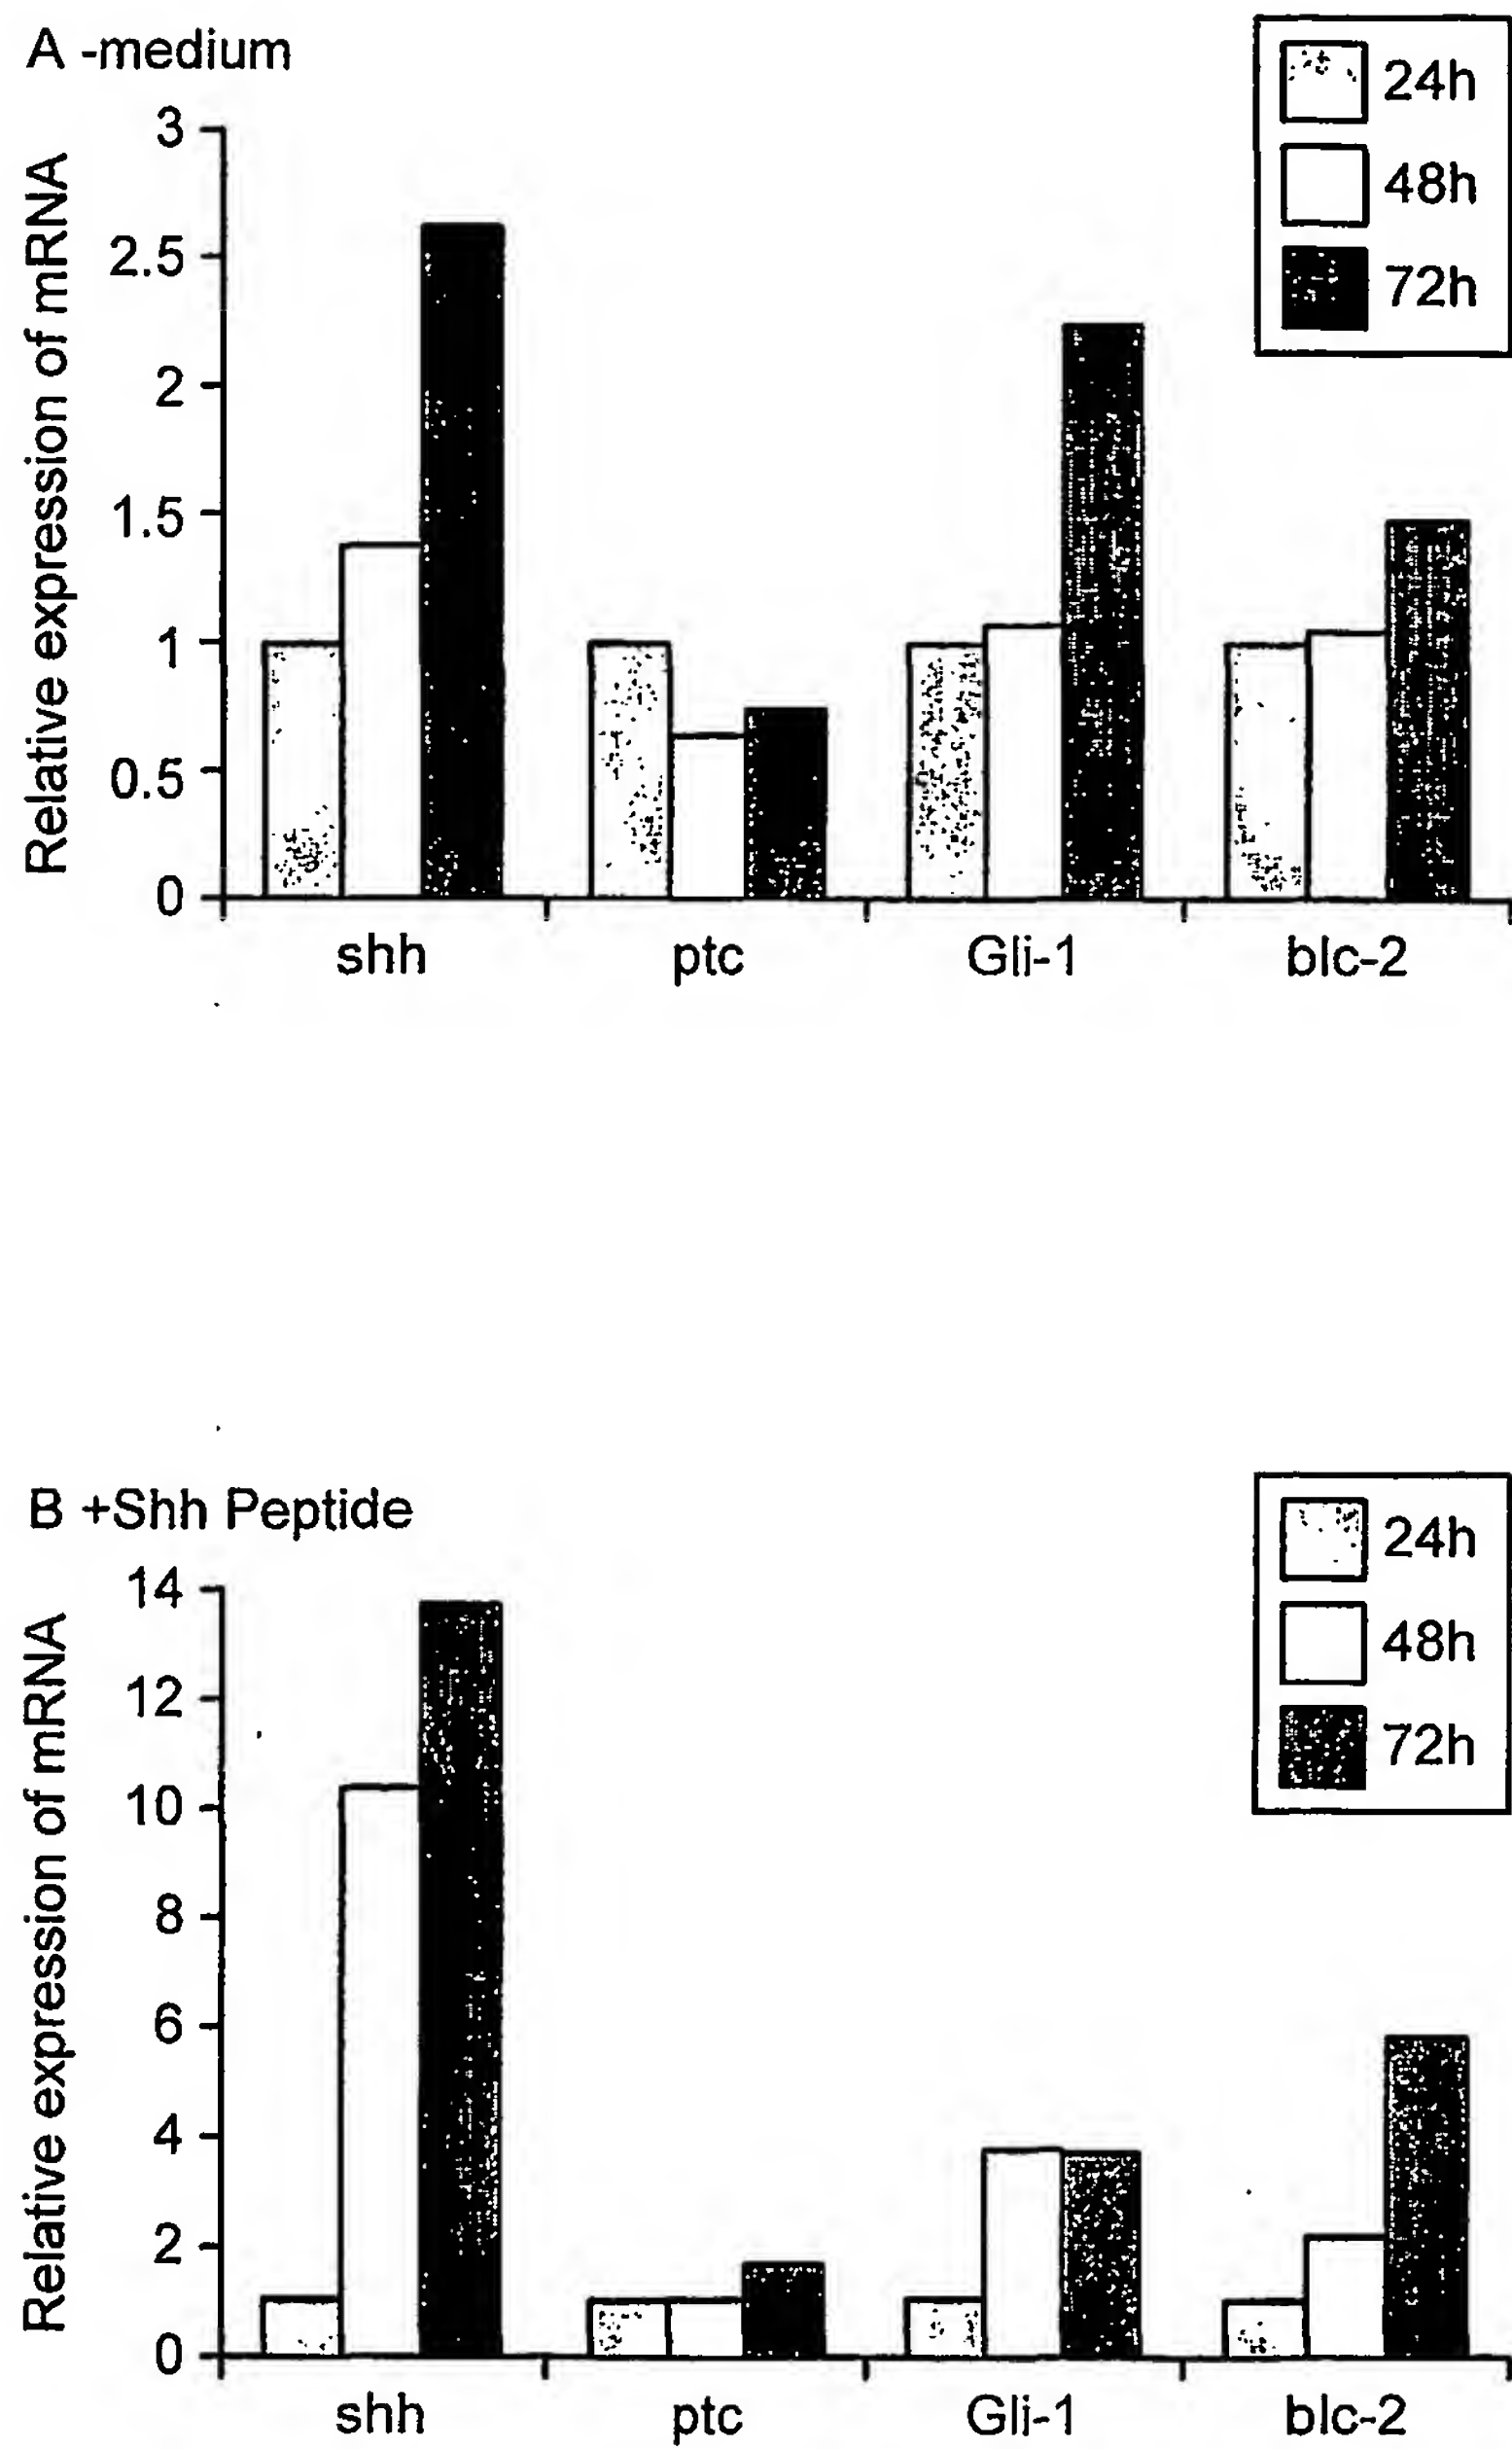 A -medium
24h
48h
72h
Relative expression of mRNA
3
2.5
2
1.5
1
0.5
0
shh
ptc
Gli-1
blc-2
B +Shh Peptide
24h
48h
72h
Relative expression of mRNA
14
12
10
8
6
4
2
0
shh
ptc
Gli-1
blc-2